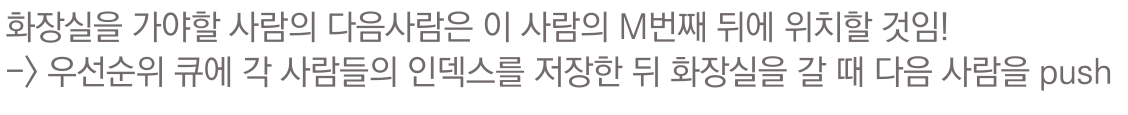 화장실을 가야할 사람의 다음사람은 이 사람의 M번째 뒤에 위치할 것임!
-> 우선순위 큐에 각 사람들의 인덱스를 저장한 뒤 화장실을 갈 때 다음 사람을 push